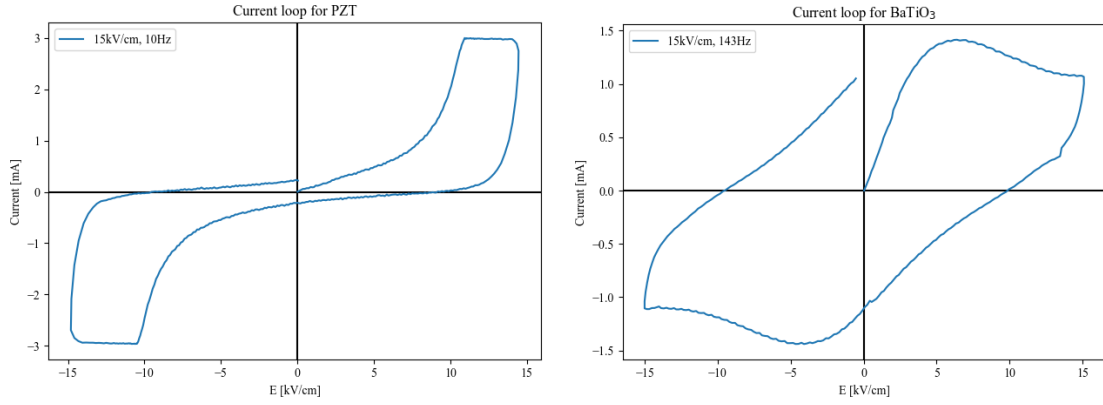 Current loop for PZT
15kV/cm, 10Hz
3
2
1
0
−1
−2
−3
Current [mA]
−15 −10 −5 0 5 10 15
E [kV/cm]
Current loop for BaTiO₃
15kV/cm, 143Hz
1.5
1.0
0.5
0.0
−0.5
−1.0
−1.5
Current [mA]
−15 −10 −5 0 5 10 15
E [kV/cm]